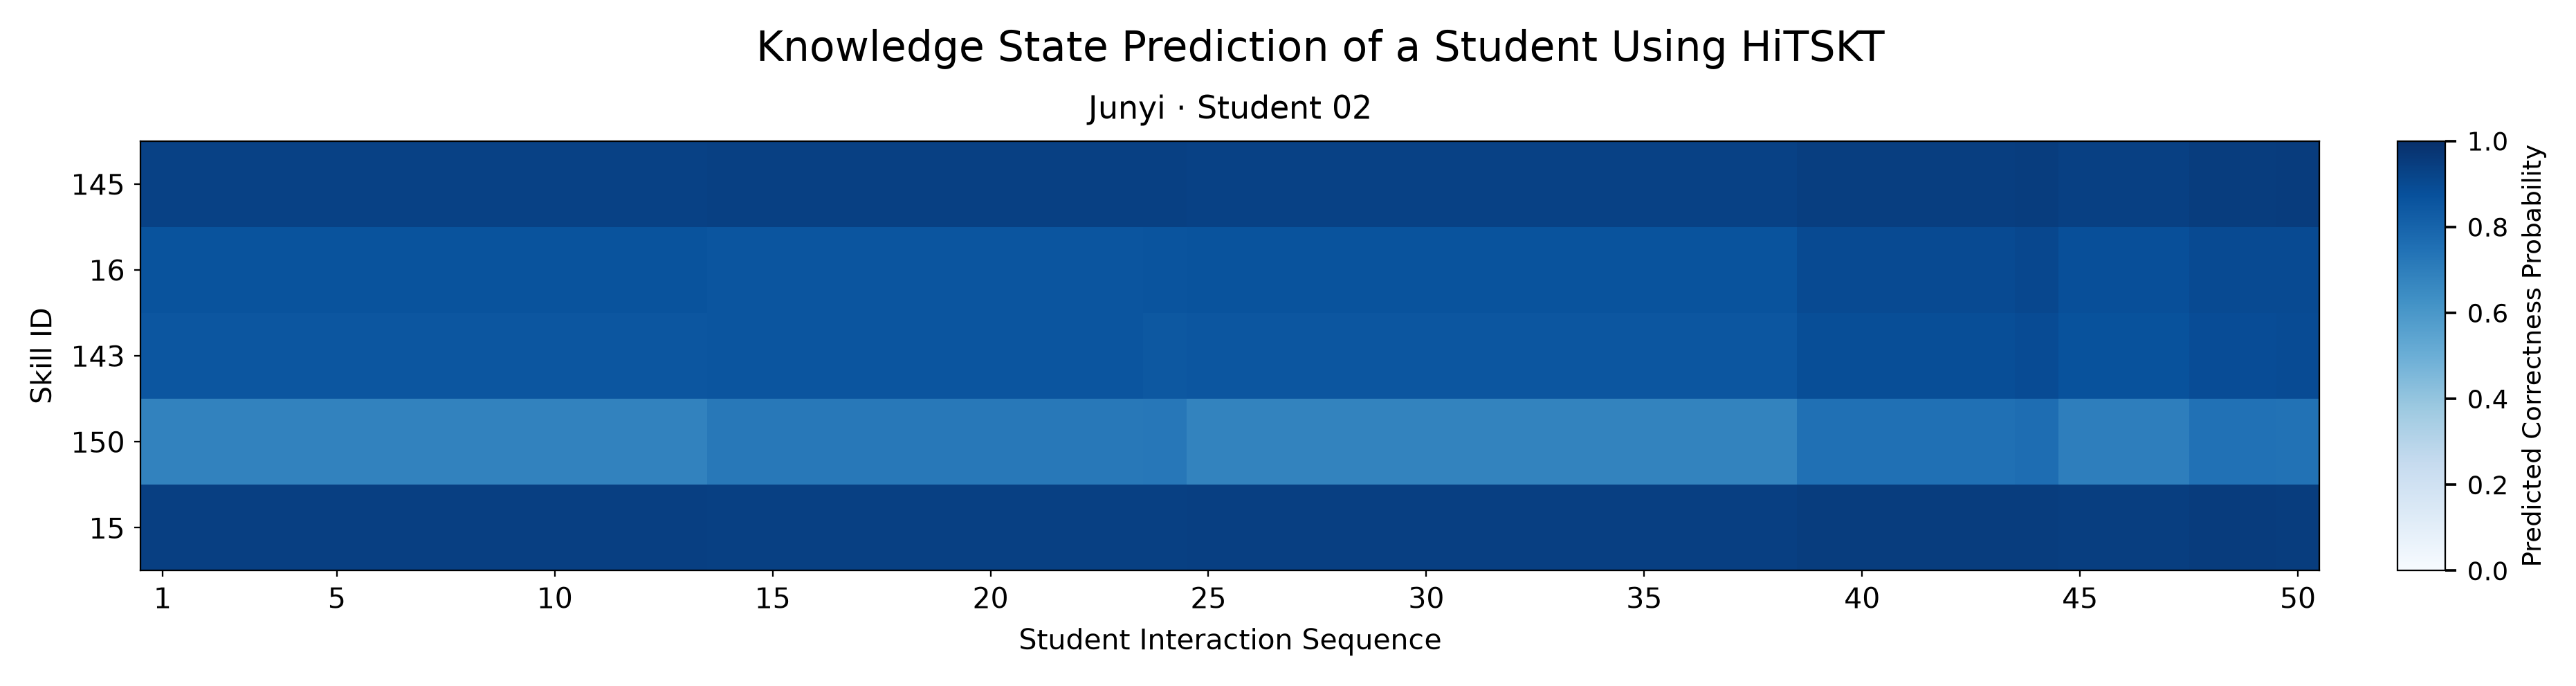 Knowledge State Prediction of a Student Using HiTSKT
Junyi · Student 02
Skill ID
145
16
143
150
15
1 5 10 15 20 25 30 35 40 45 50
Student Interaction Sequence
1.0
0.8
0.6
0.4
0.2
0.0
Predicted Correctness Probability